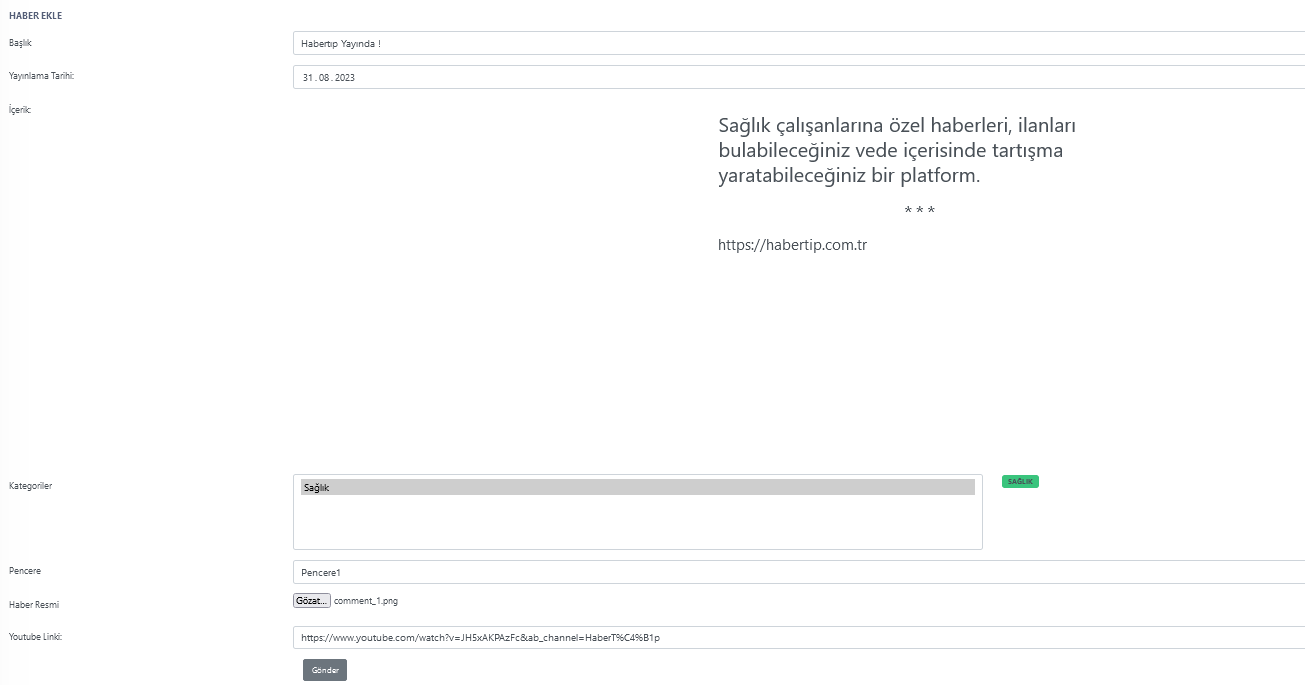 HABER EKLE
Başlık
Habertıp Yayında !
Yayınlama Tarihi:
31.08.2023
İçerik:
Sağlık çalışanlarına özel haberleri, ilanları
bulabileceğiniz vede içerisinde tartışma
yaratabileceğiniz bir platform.
* * *
https://habertip.com.tr
Kategoriler
Sağlık
SAĞLIK
Pencere
Pencere1
Haber Resmi
Gözat... comment_1.png
Youtube Linki:
https://www.youtube.com/watch?v=JH5xAKPAzFc&ab_channel=HaberT%C4%B1p
Gönder